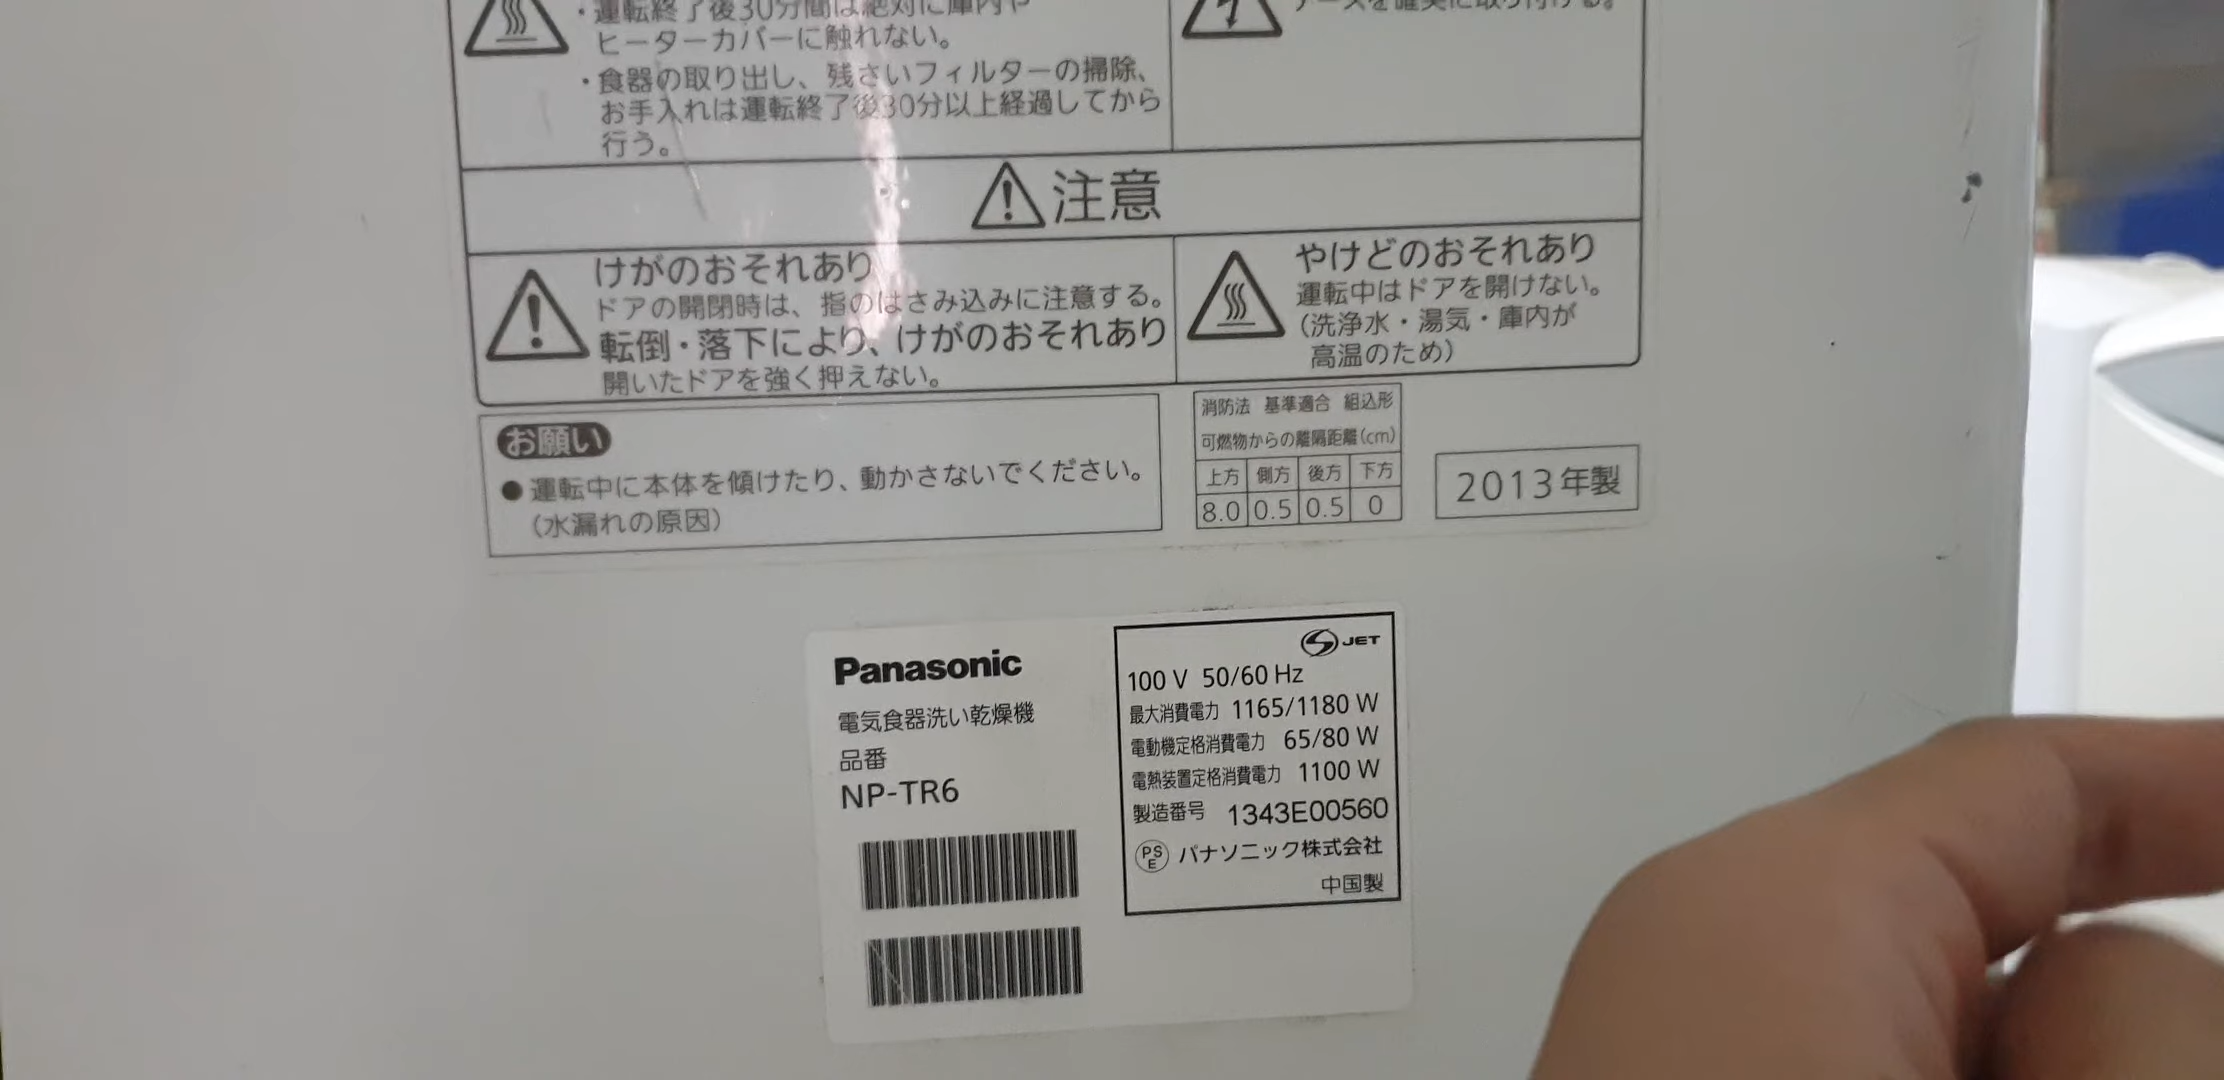 ・運転終了後30分間は絶対に庫内や
ヒーターカバーに触れない。
・食器の取り出し、残さいフィルターの掃除、
お手入れは運転終了後30分以上経過してから
行う。
アースを確実に取り付ける。
注意
けがのおそれあり
ドアの開閉時は、指のはさみ込みに注意する。
転倒・落下により、けがのおそれあり
開いたドアを強く押えない。
やけどのおそれあり
運転中はドアを開けない。
（洗浄水・湯気・庫内が
高温のため）
お願い
●運転中に本体を傾けたり、動かさないでください。
（水漏れの原因）
消防法 基準適合 組込形
可燃物からの離隔距離(cm)
上方 側方 後方 下方
8.0 0.5 0.5 0
2013年製
Panasonic
電気食器洗い乾燥機
品番
NP-TR6
JET
100 V 50/60 Hz
最大消費電力 1165/1180 W
電動機定格消費電力 65/80 W
電熱装置定格消費電力 1100 W
製造番号 1343E00560
PSE パナソニック株式会社
中国製